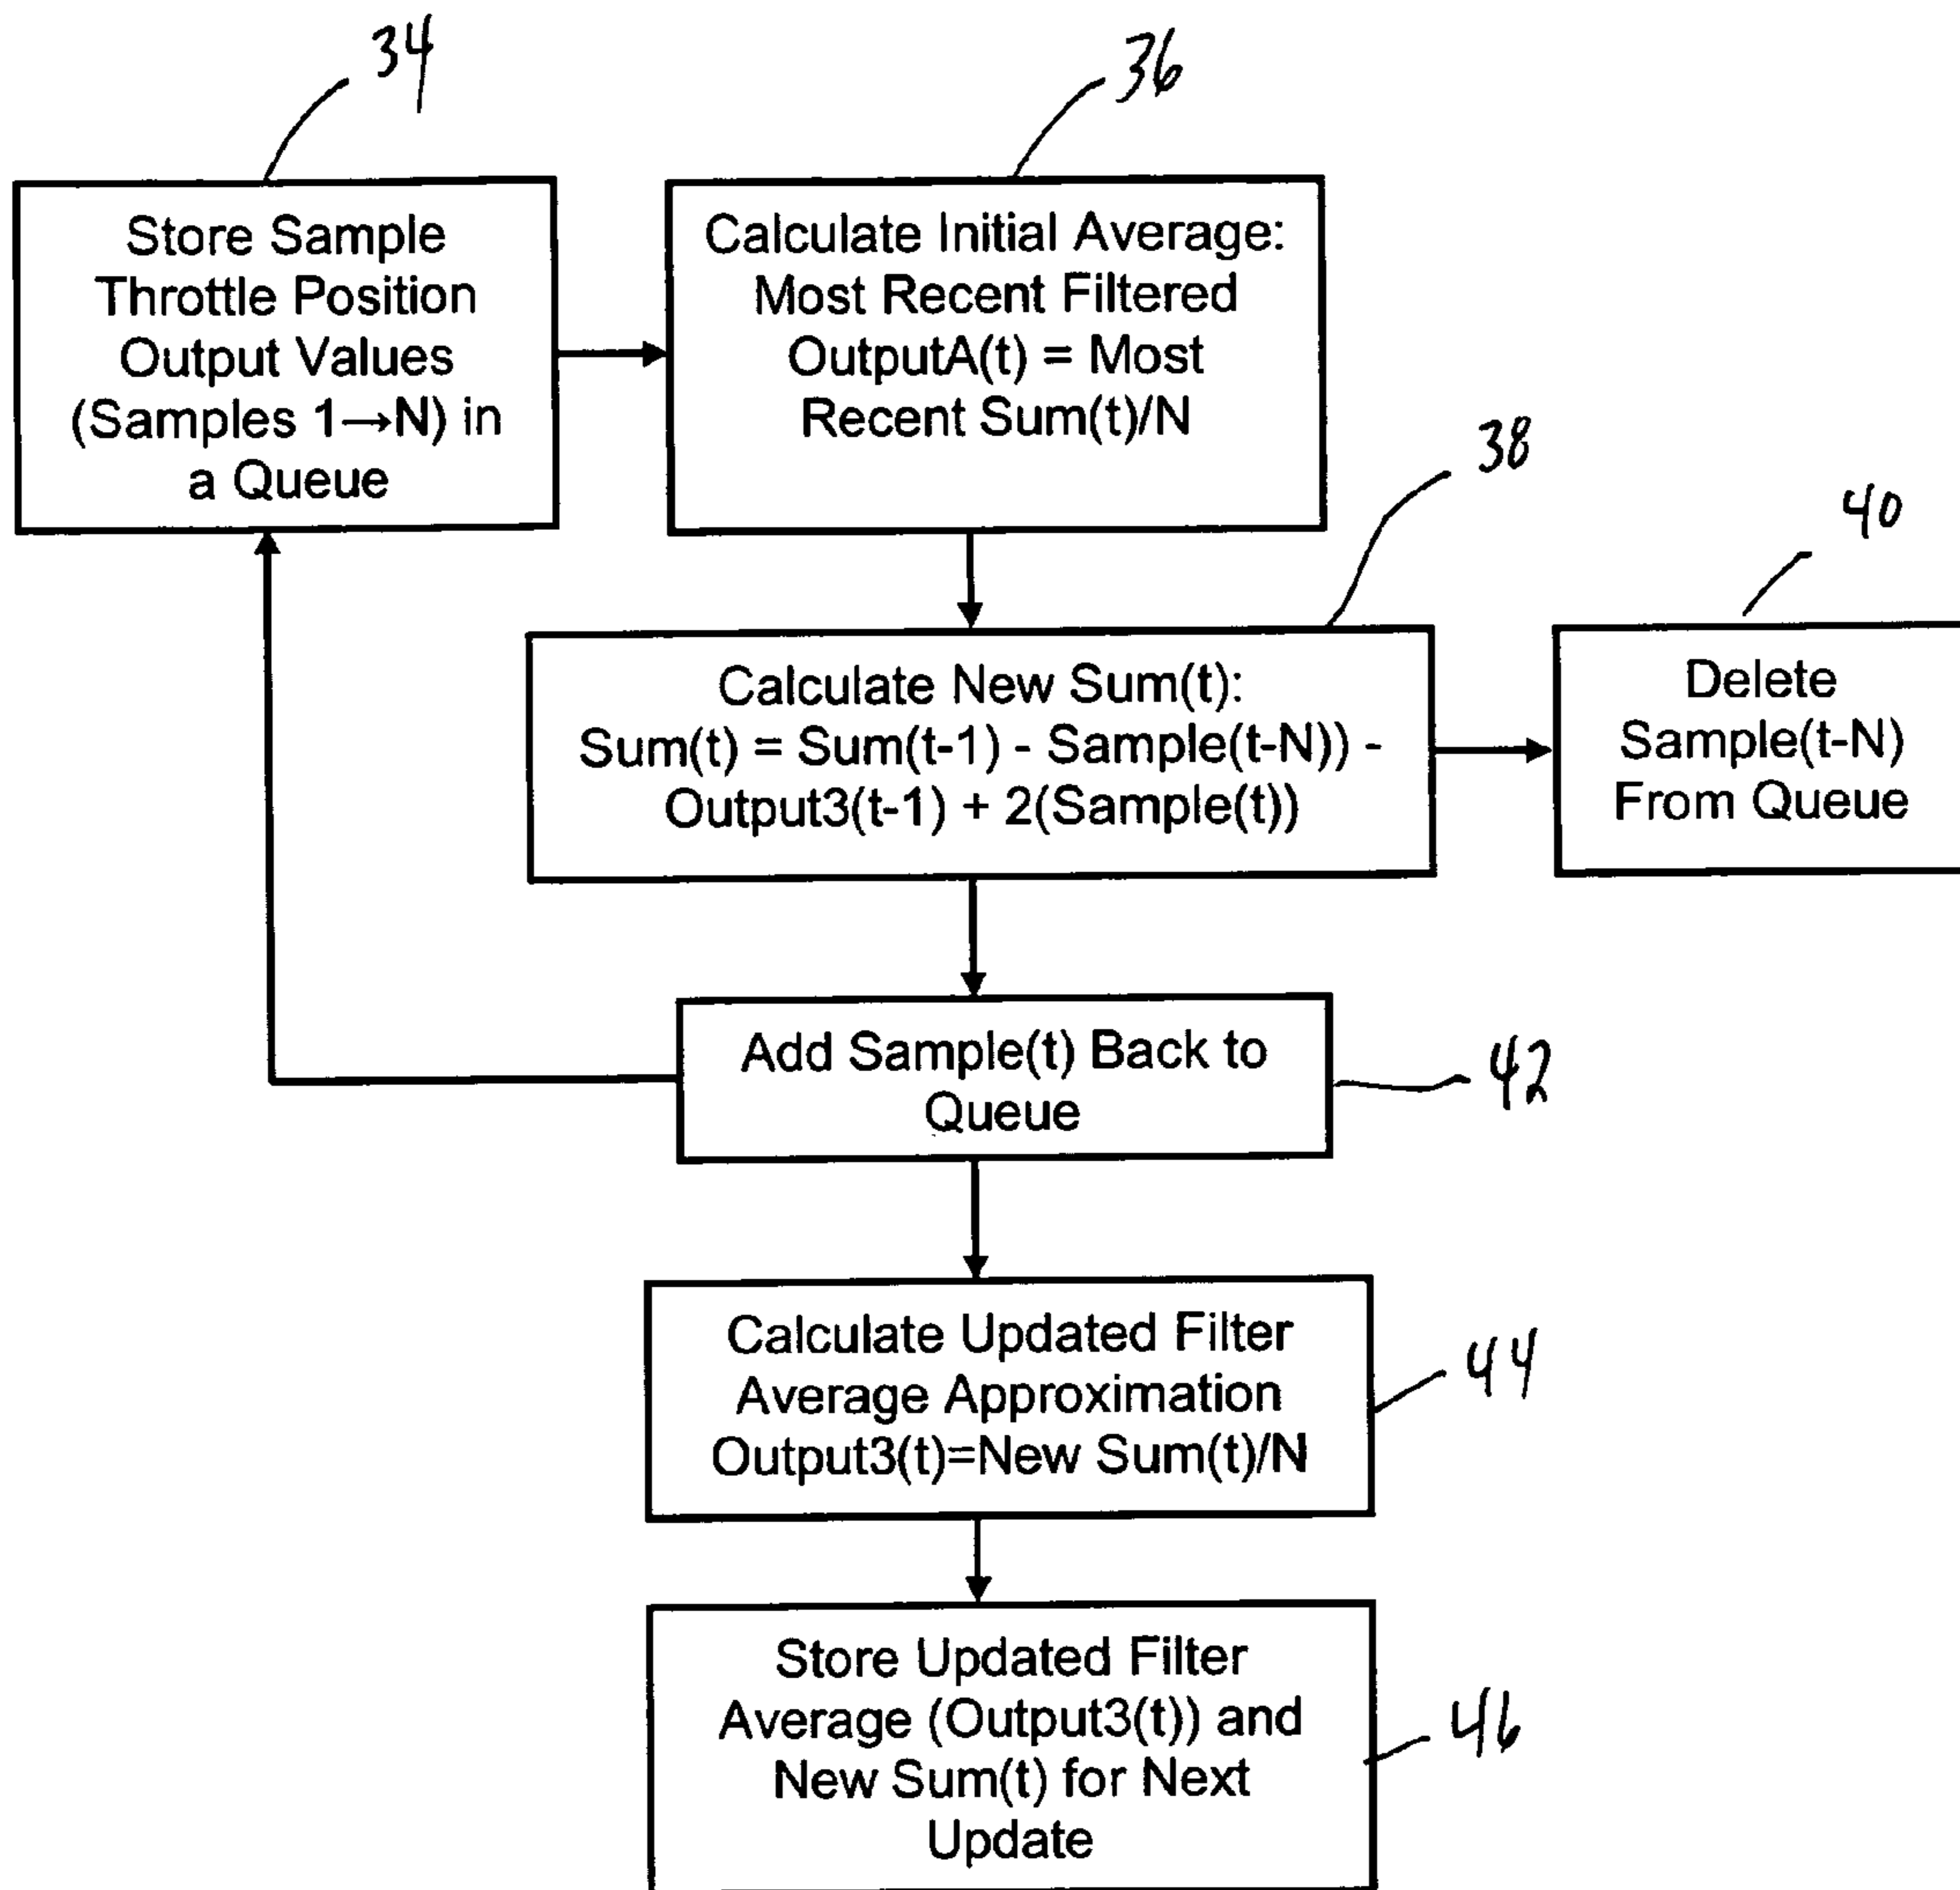 34
36
Store Sample
Throttle Position
Output Values
(Samples 1→N) in
a Queue
Calculate Initial Average:
Most Recent Filtered
OutputA(t) = Most
Recent Sum(t)/N
38
40
Calculate New Sum(t):
Sum(t) = Sum(t-1) - Sample(t-N)) -
Output3(t-1) + 2(Sample(t))
Delete
Sample(t-N)
From Queue
Add Sample(t) Back to
Queue
42
Calculate Updated Filter
Average Approximation
Output3(t)=New Sum(t)/N
44
Store Updated Filter
Average (Output3(t)) and
New Sum(t) for Next
Update
46